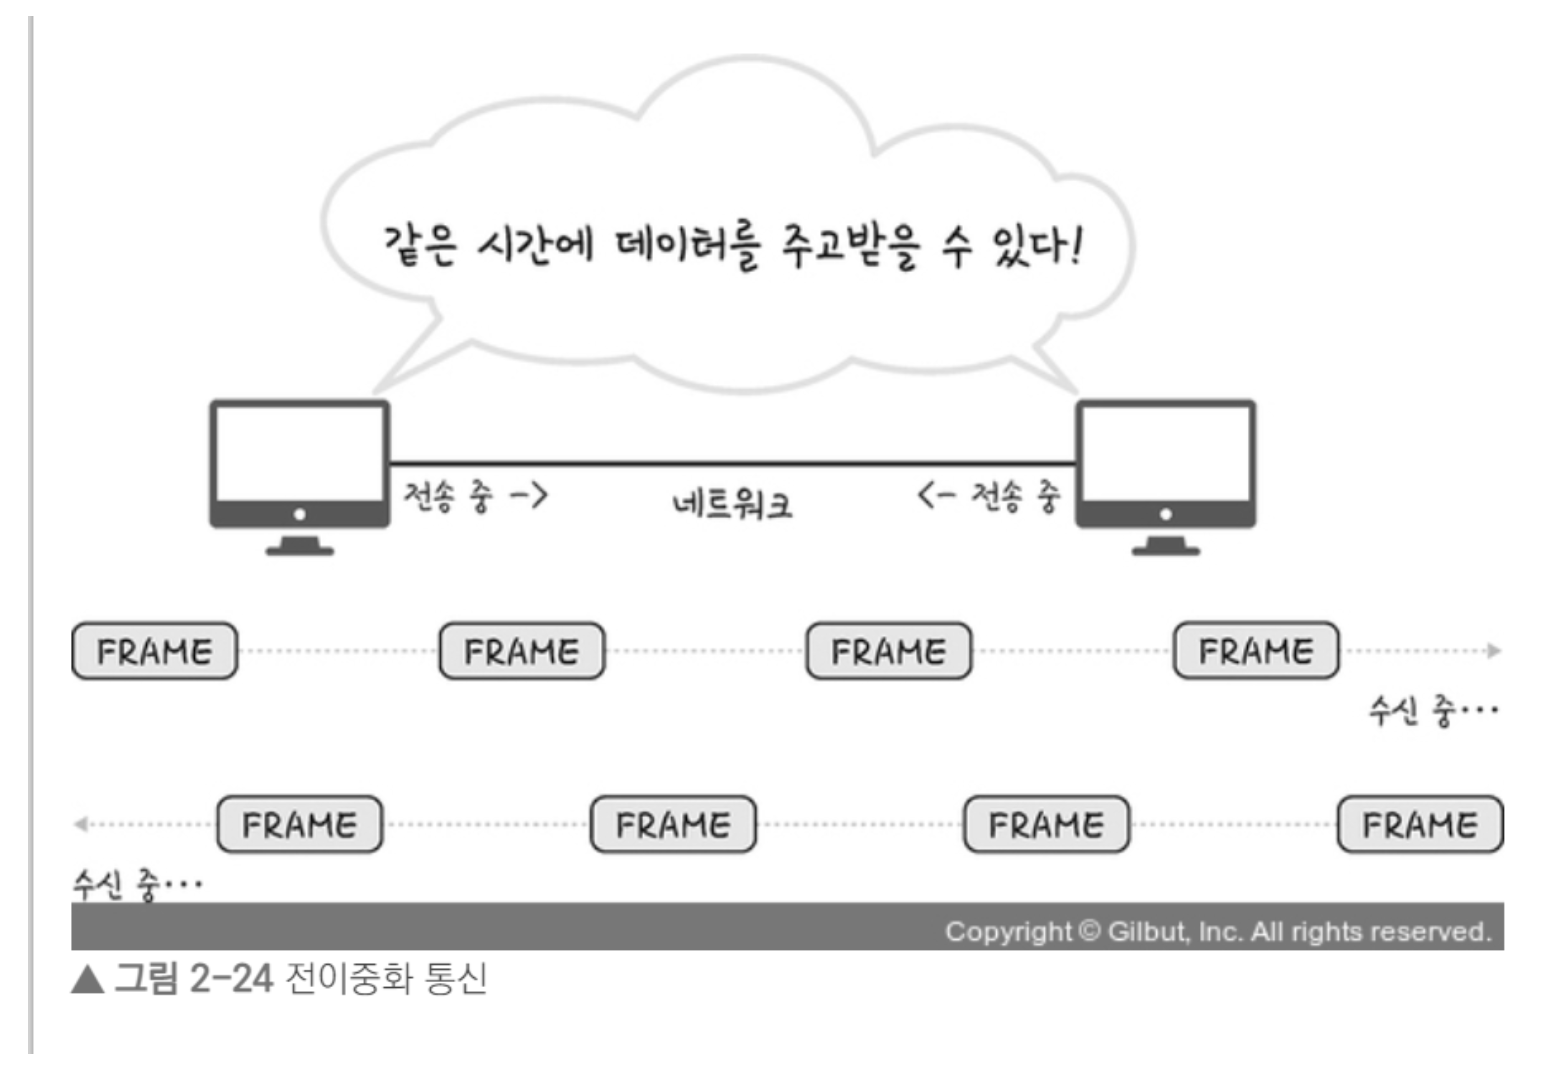 같은 시간에 데이터를 주고받을 수 있다!
전송 중 ->
네트워크
<- 전송 중
FRAME
FRAME
FRAME
FRAME
수신 중···
FRAME
FRAME
FRAME
FRAME
수신 중···
Copyright © Gilbut, Inc. All rights reserved.
▲ 그림 2-24 전이중화 통신